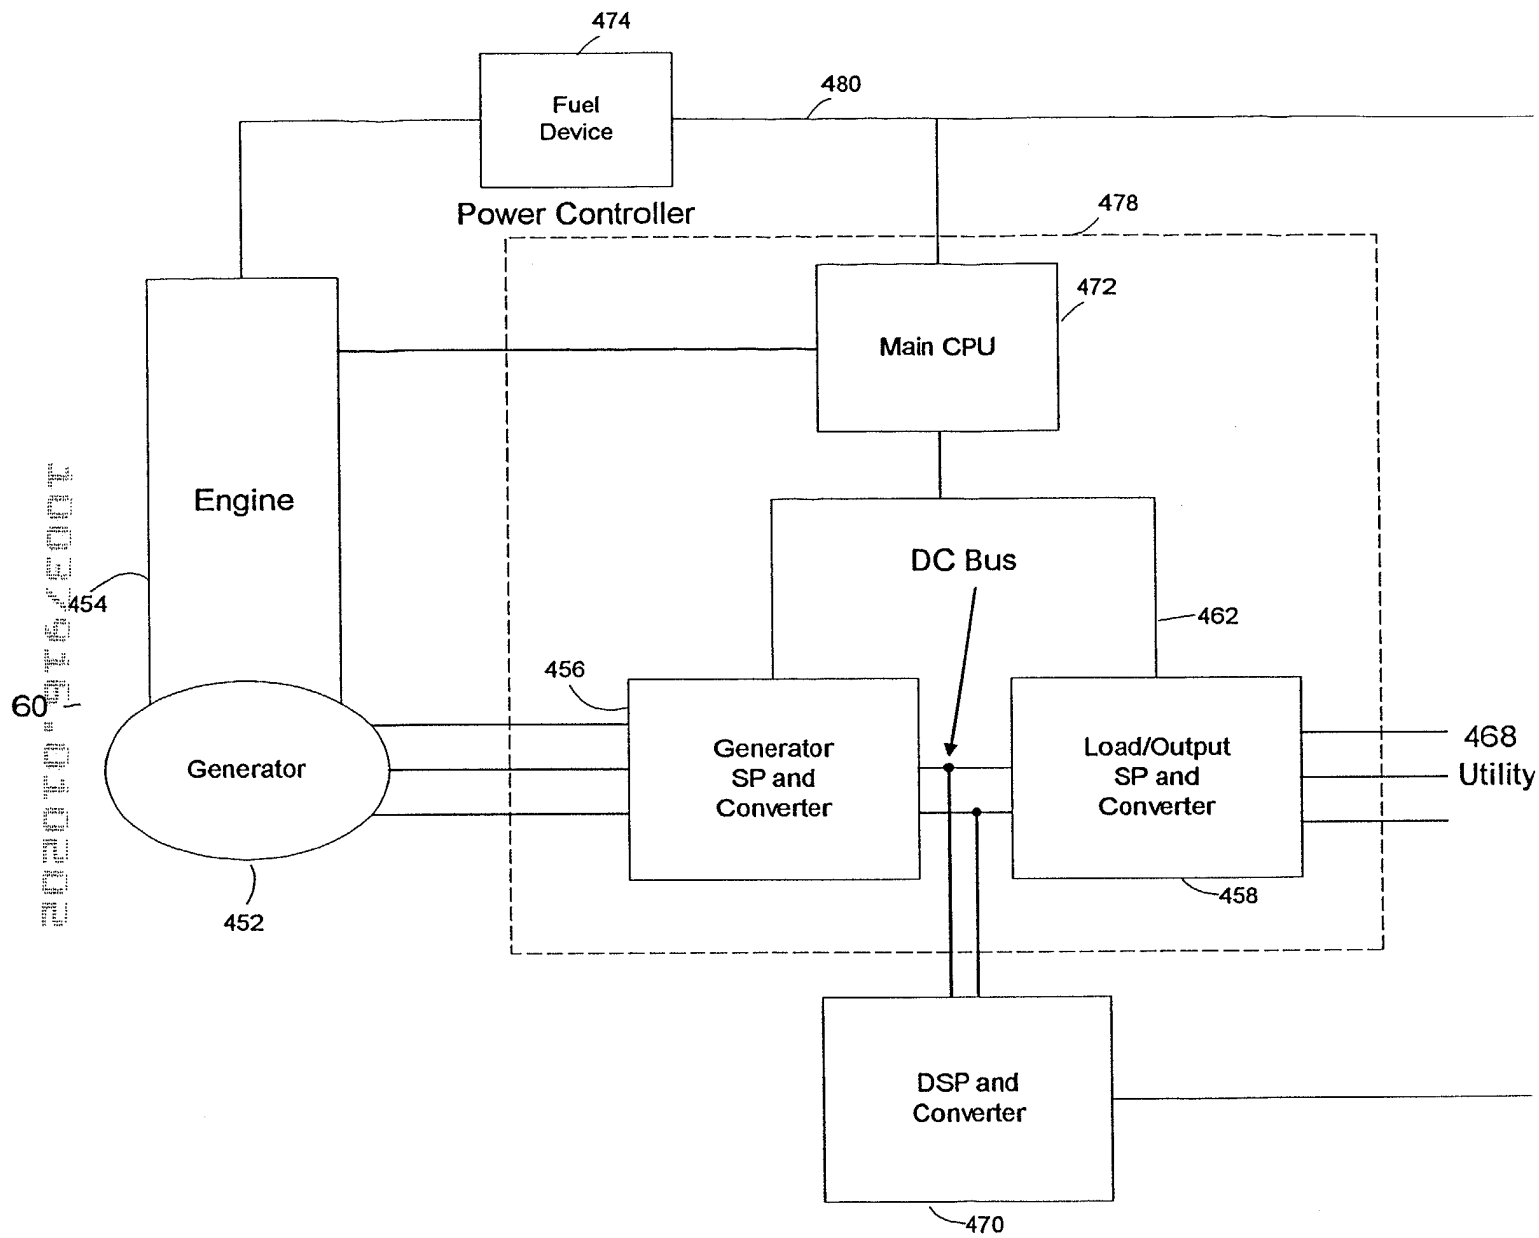 474
Fuel
Device
480
Power Controller
478
472
Main CPU
Engine
DC Bus
454
462
456
60
Generator
Generator
SP and
Converter
Load/Output
SP and
Converter
468
Utility
452
458
DSP and
Converter
470